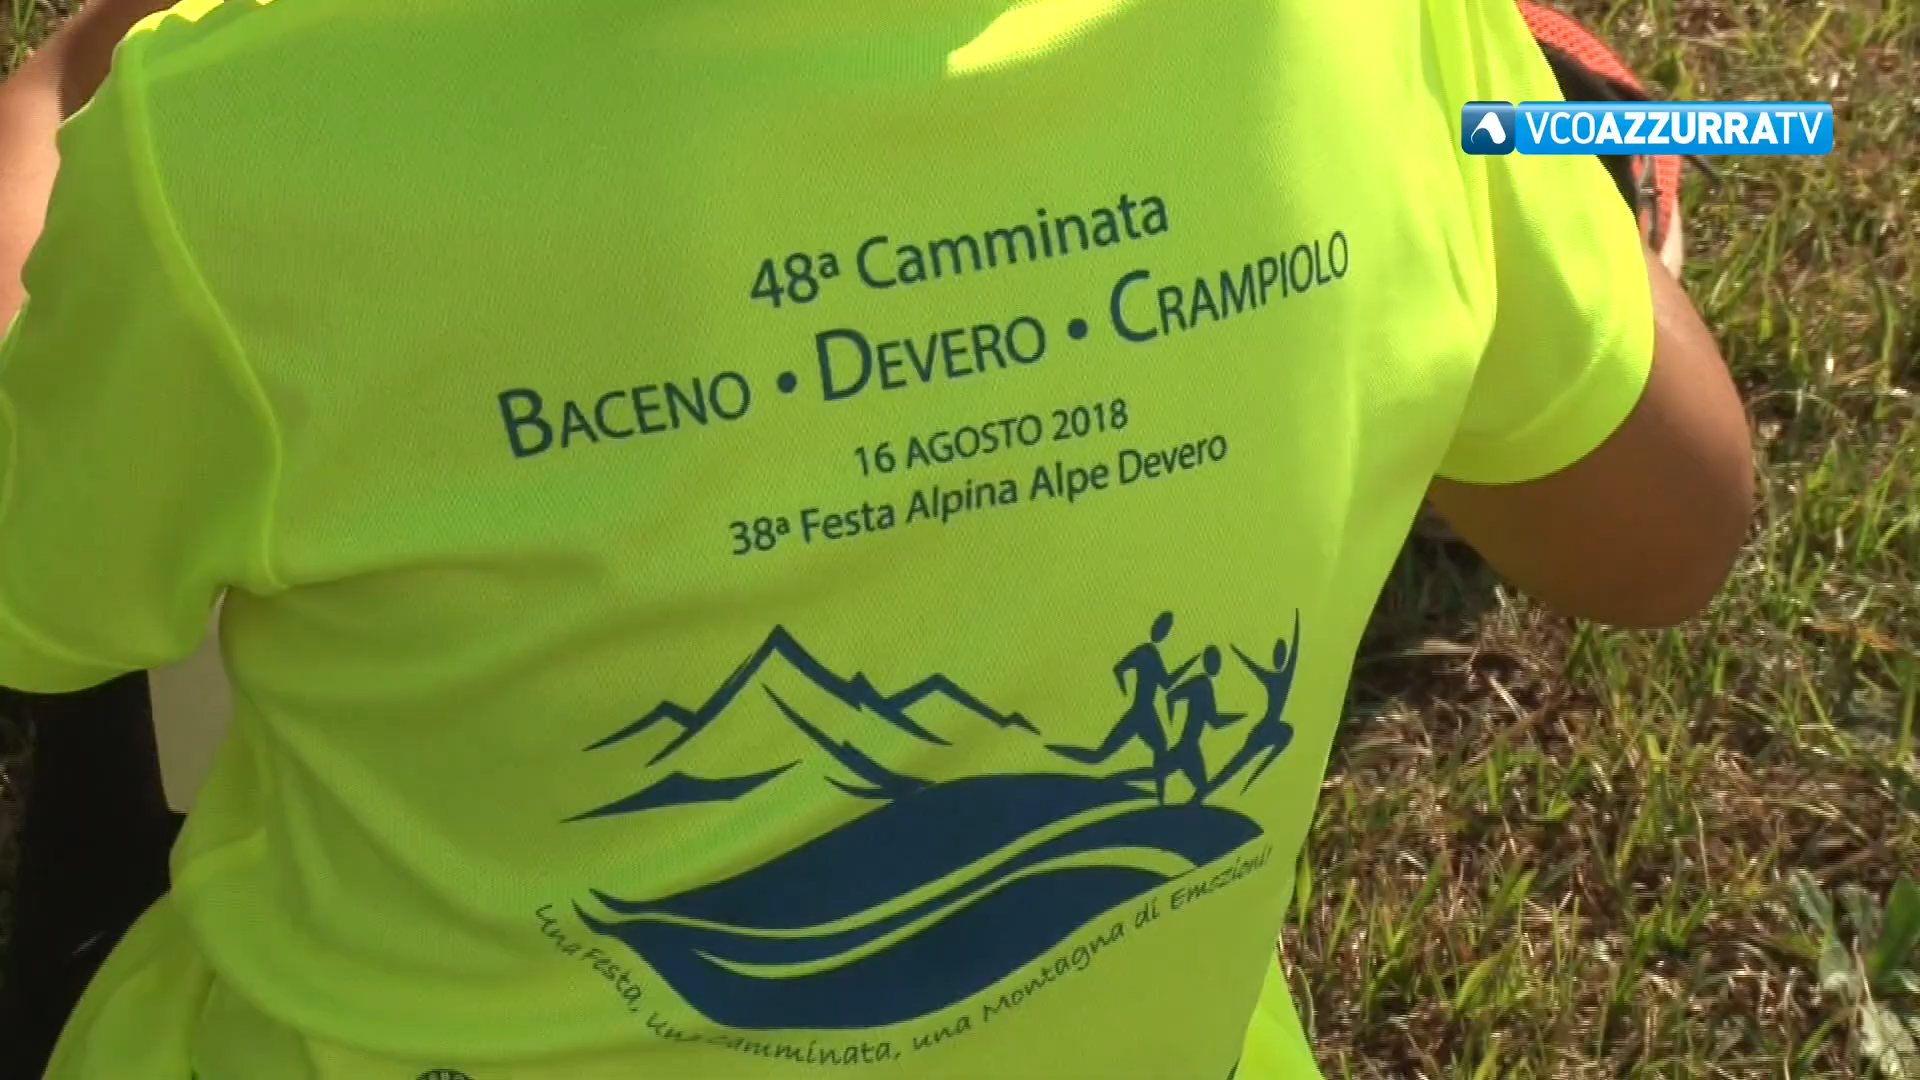 VCOAZZURRATV
48ª Camminata
BACENO • DEVERO • CRAMPIOLO
16 AGOSTO 2018
38ª Festa Alpina Alpe Devero
Una Festa, una camminata, una Montagna di Emozioni!